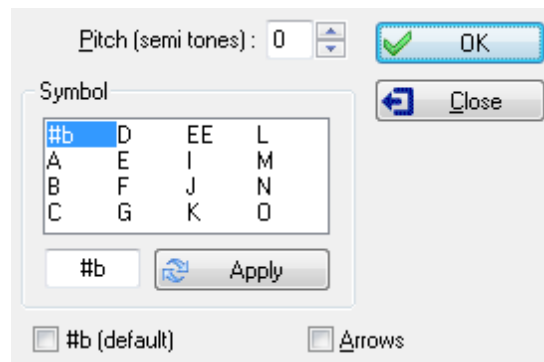 Pitch (semi tones) : 0 OK
Symbol Close
#b D EE L
A E I M
B F J N
C G K O
#b Apply
#b (default) Arrows